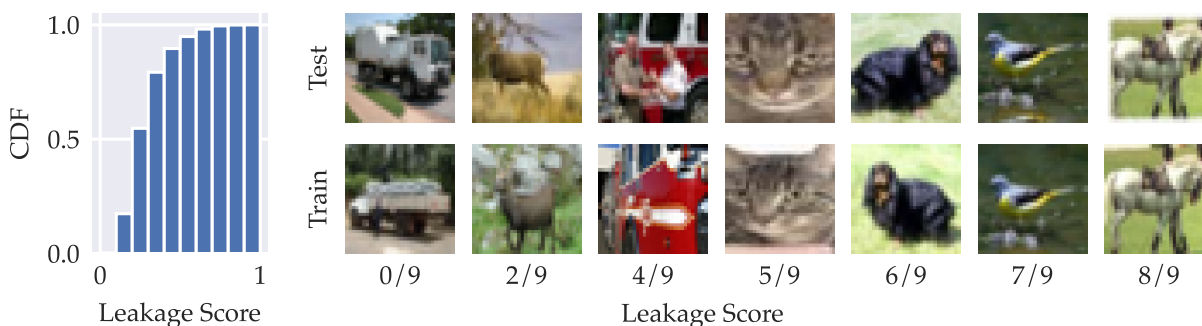 1.0
0.5
0.0
CDF
0
1
Leakage Score
Test
Train
0/9
2/9
4/9
5/9
6/9
7/9
8/9
Leakage Score